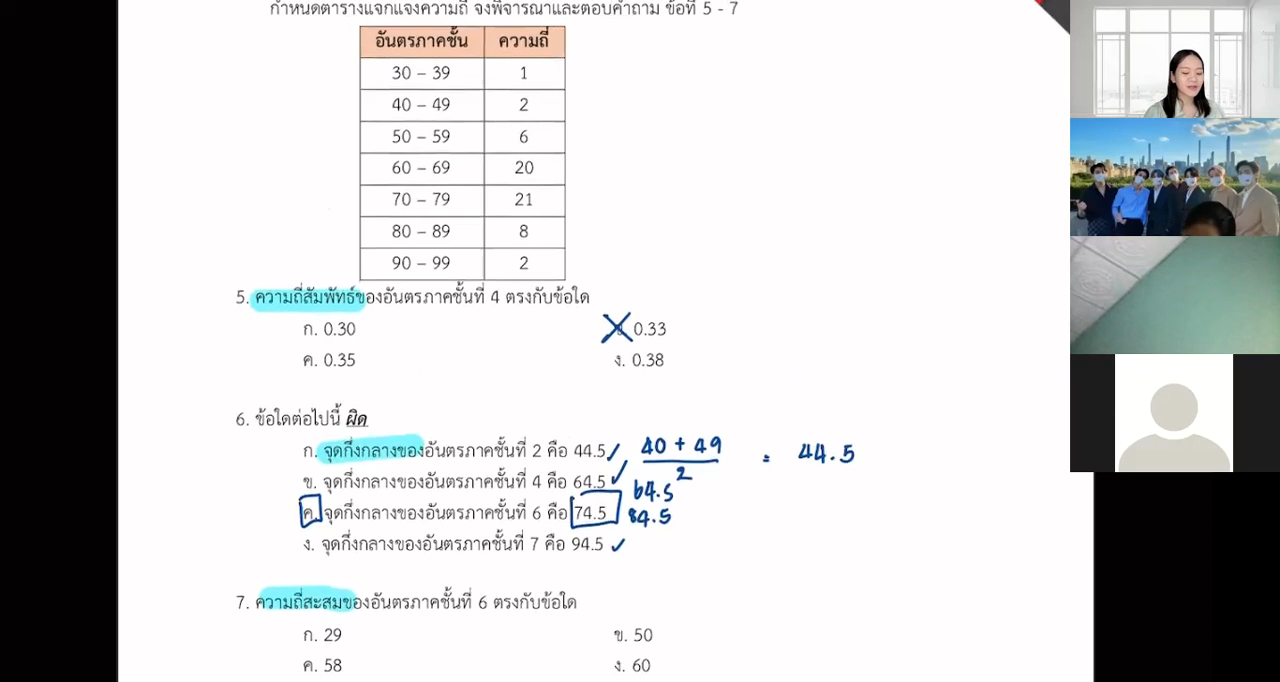 กำหนดตารางแจกแจงความถี่ จงพิจารณาและตอบคำถาม ข้อที่ 5 - 7
อันตรภาคชั้น ความถี่
30 – 39 1
40 – 49 2
50 – 59 6
60 – 69 20
70 – 79 21
80 – 89 8
90 – 99 2
5. ความถี่สัมพัทธ์ของอันตรภาคชั้นที่ 4 ตรงกับข้อใด
ก. 0.30 0.33
ค. 0.35 ง. 0.38
6. ข้อใดต่อไปนี้ ผิด
ก. จุดกึ่งกลางของอันตรภาคชั้นที่ 2 คือ 44.5 ✓ 40 + 49 / 2 = 44.5
ข. จุดกึ่งกลางของอันตรภาคชั้นที่ 4 คือ 64.5 ✓ 64.5
ค. จุดกึ่งกลางของอันตรภาคชั้นที่ 6 คือ 74.5 84.5
ง. จุดกึ่งกลางของอันตรภาคชั้นที่ 7 คือ 94.5 ✓
7. ความถี่สะสมของอันตรภาคชั้นที่ 6 ตรงกับข้อใด
ก. 29 ข. 50
ค. 58 ง. 60